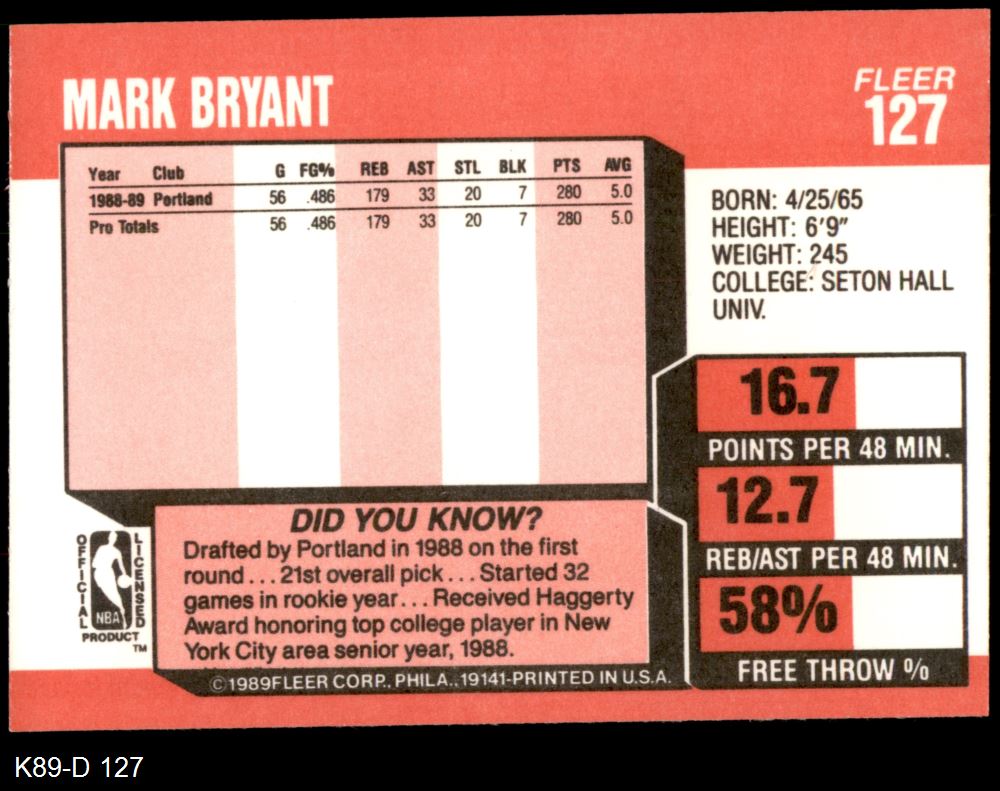 MARK BRYANT
FLEER
127
Year Club G FG% REB AST STL BLK PTS AVG
1988-89 Portland 56 .486 179 33 20 7 280 5.0
Pro Totals 56 .486 179 33 20 7 280 5.0
BORN: 4/25/65
HEIGHT: 6'9"
WEIGHT: 245
COLLEGE: SETON HALL
UNIV.
16.7
POINTS PER 48 MIN.
12.7
REB/AST PER 48 MIN.
58%
FREE THROW %
DID YOU KNOW?
Drafted by Portland in 1988 on the first
round...21st overall pick...Started 32
games in rookie year...Received Haggerty
Award honoring top college player in New
York City area senior year, 1988.
OFFICIAL
LICENSED
NBA
PRODUCT
TM
©1989FLEER CORP., PHILA., 19141-PRINTED IN U.S.A.
K89-D 127